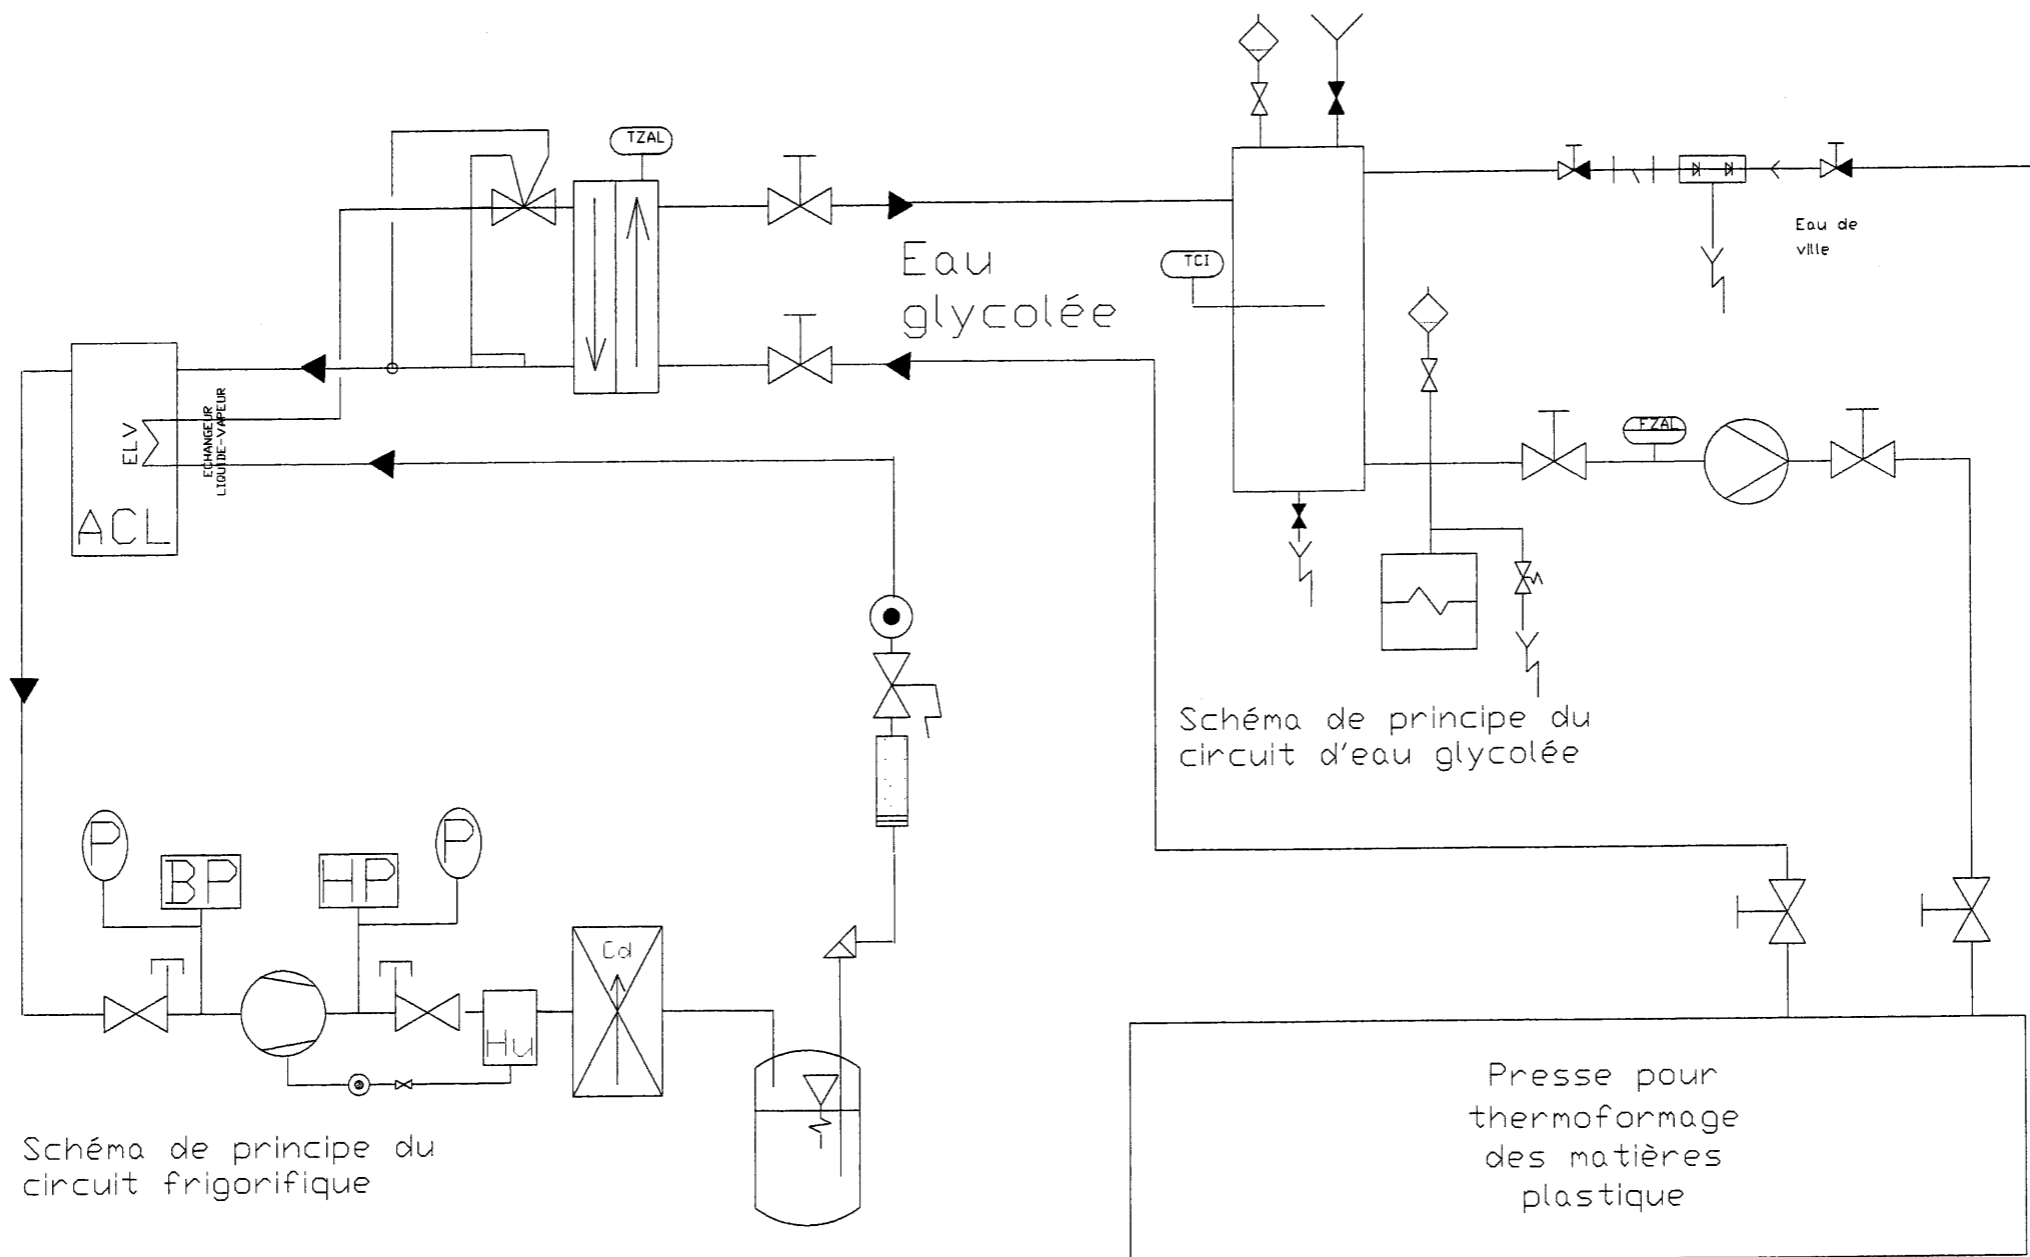 TZAL
Eau
glycolée
TCI
Eau de
ville
ELV
ECHANGEUR
LIQUIDE-VAPEUR
ACL
FZAL
Schéma de principe du
circuit d'eau glycolée
P
BP
HP
P
Cd
Hu
Schéma de principe du
circuit frigorifique
Presse pour
thermoformage
des matières
plastique